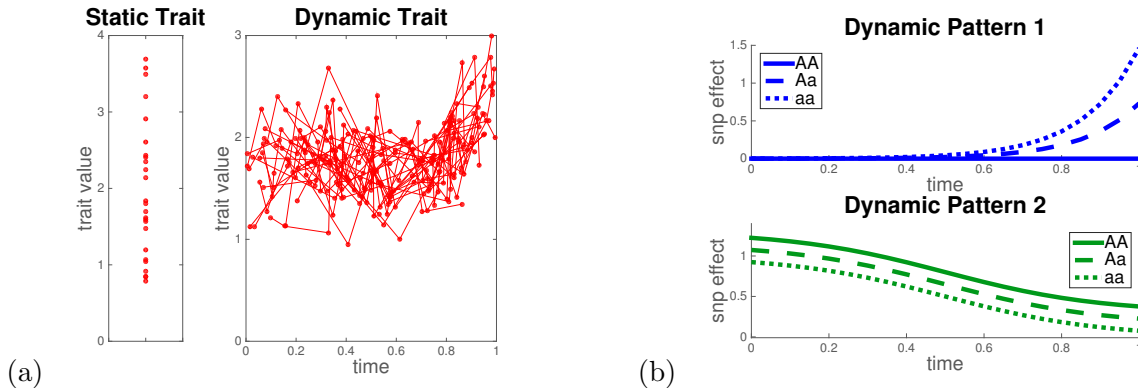 Static Trait
trait value
4
3
2
1
0
Dynamic Trait
trait value
3
2
1
0
0 0.2 0.4 0.6 0.8 1
time
(a)
Dynamic Pattern 1
snp effect
1.5
1
0.5
0
AA
Aa
aa
0 0.2 0.4 0.6 0.8 1
time
Dynamic Pattern 2
snp effect
1
0.5
0
AA
Aa
aa
0 0.2 0.4 0.6 0.8 1
time
(b)